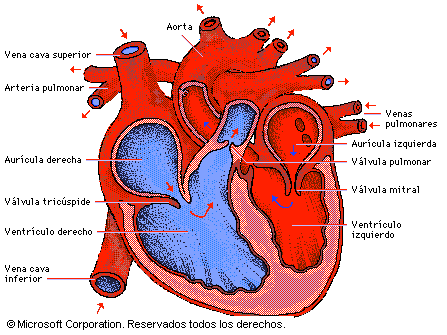 Aorta
Vena cava superior
Arteria pulmonar
Venas
pulmonares
Aurícula izquierda
Aurícula derecha
Válvula pulmonar
Válvula mitral
Válvula tricúspide
Ventrículo
izquierdo
Ventrículo derecho
Vena cava
inferior
© Microsoft Corporation. Reservados todos los derechos.